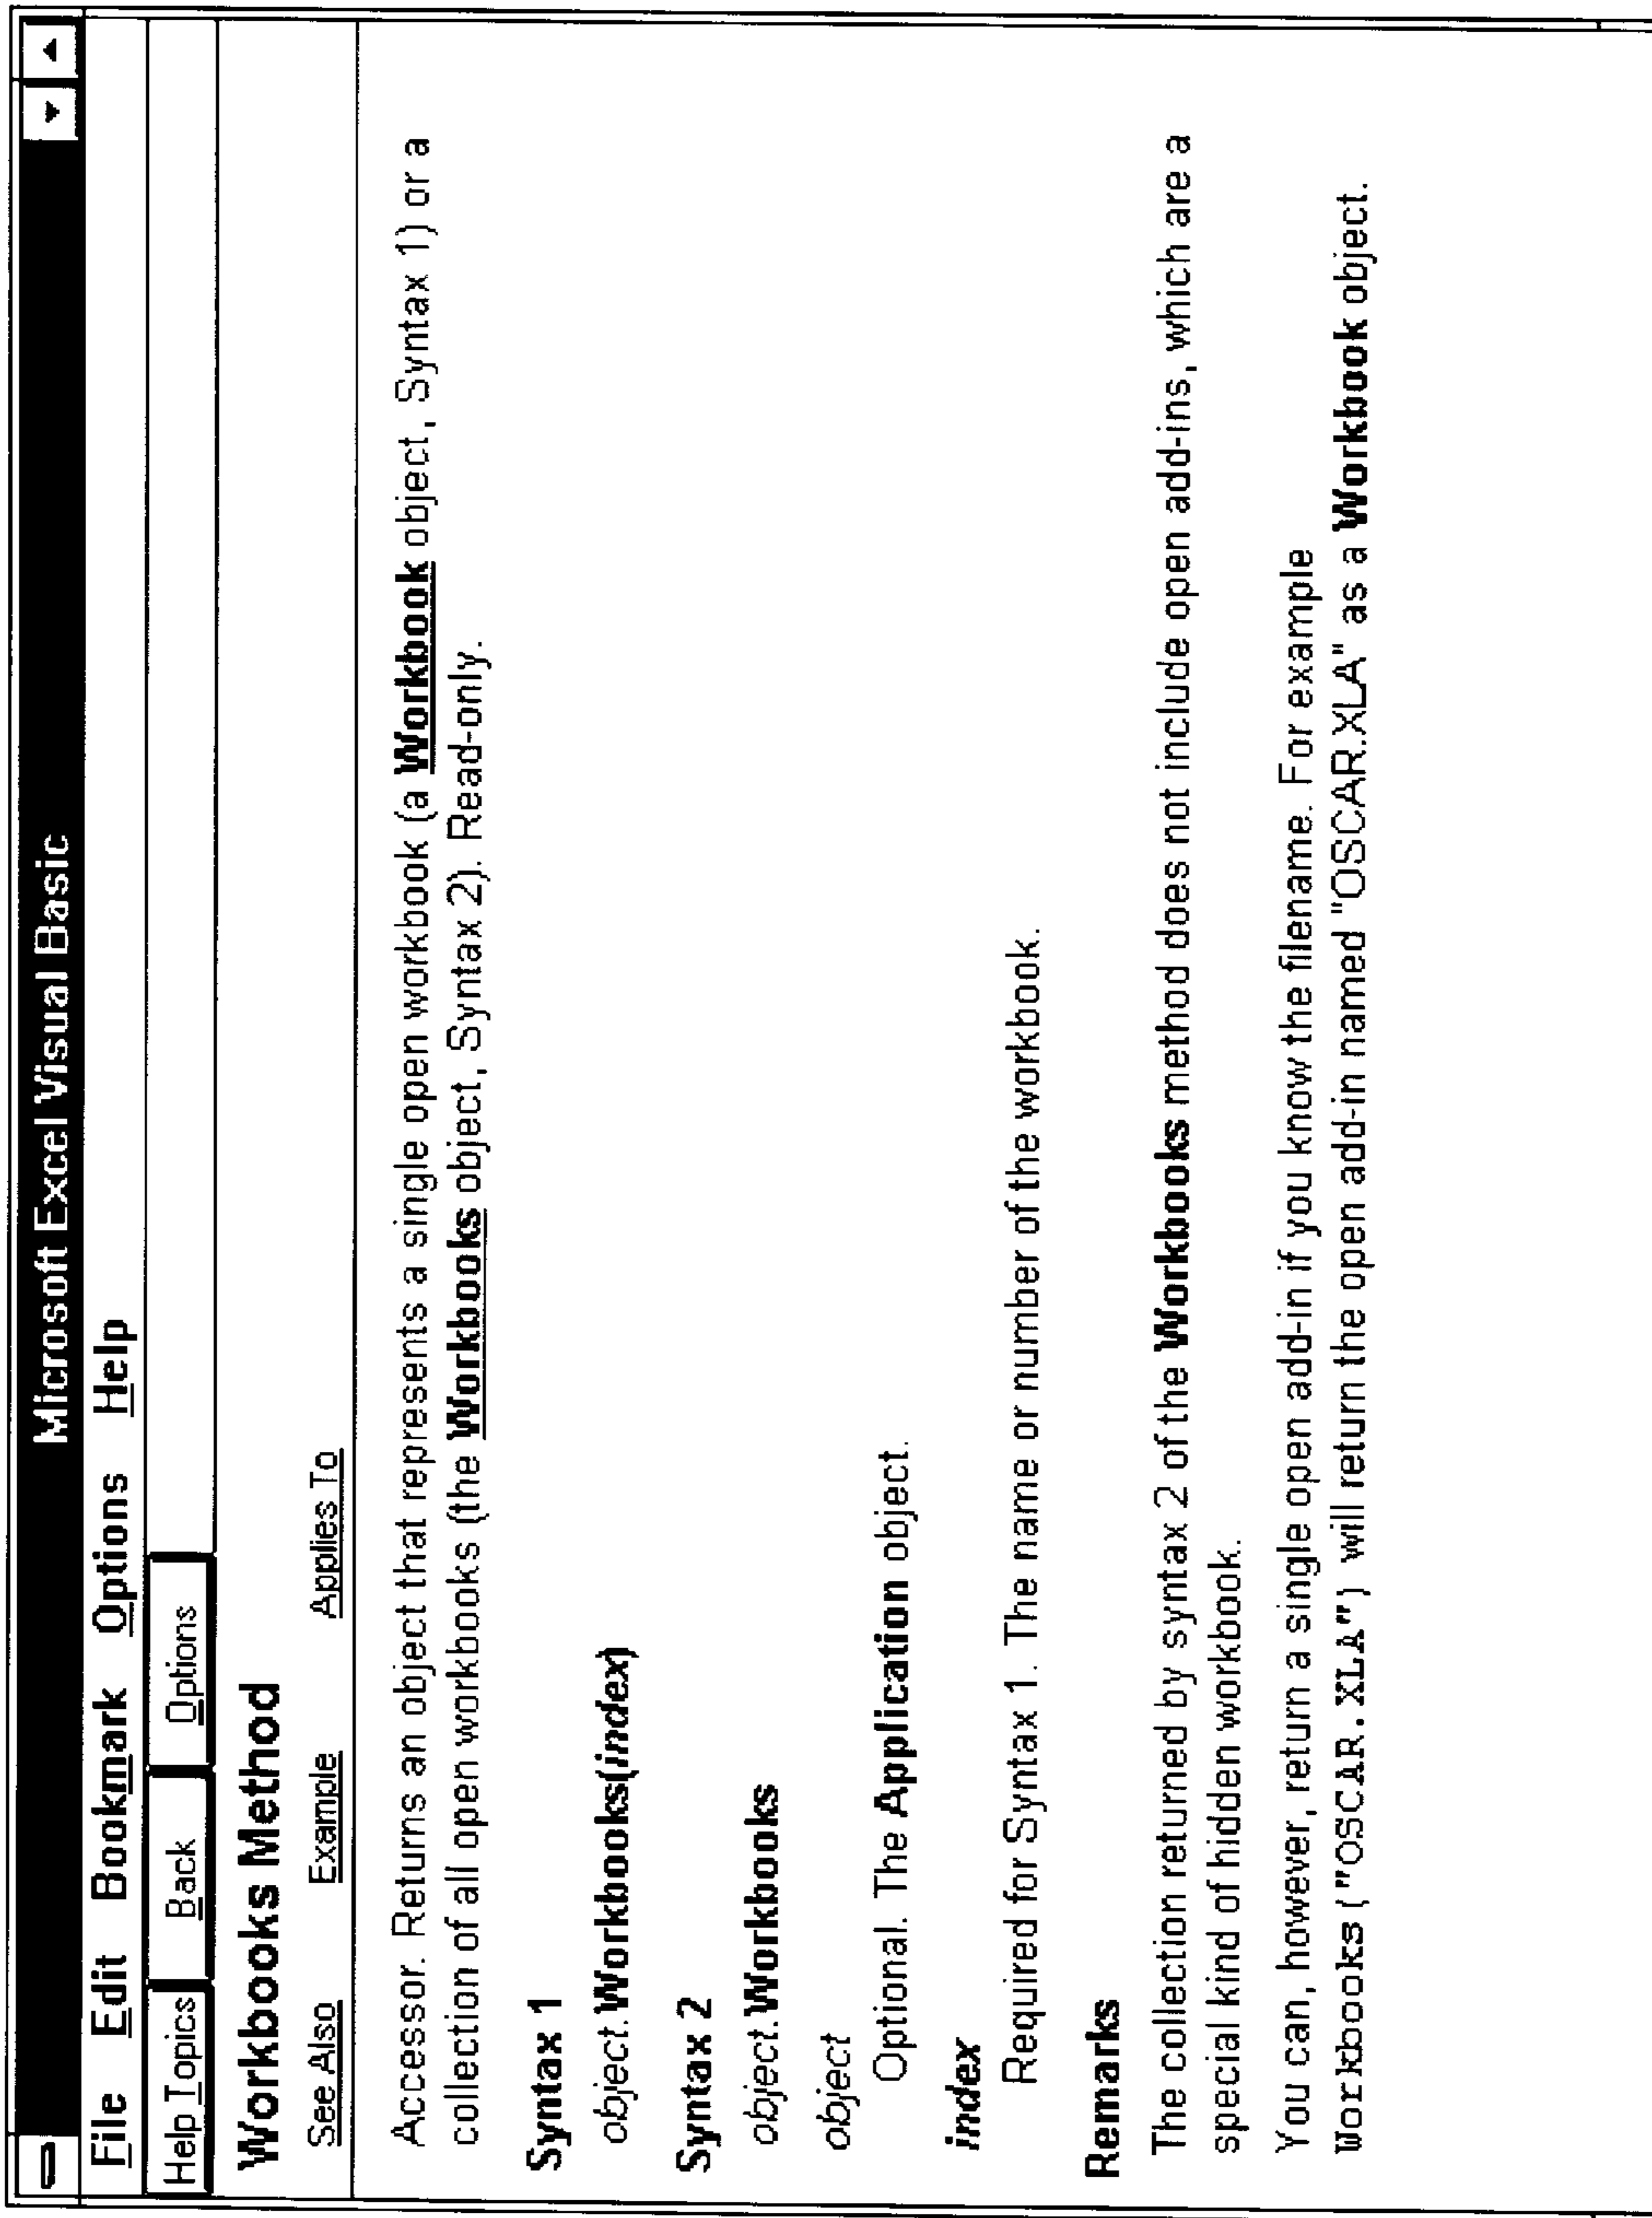 Microsoft Excel Visual Basic
File Edit Bookmark Options Help
Help Topics Back Options
Workbooks Method
See Also Example Applies To
Accessor. Returns an object that represents a single open workbook (a Workbook object, Syntax 1) or a
collection of all open workbooks (the Workbooks object, Syntax 2). Read-only.
Syntax 1
object.Workbooks(index)
Syntax 2
object.Workbooks
object
Optional. The Application object.
index
Required for Syntax 1. The name or number of the workbook.
Remarks
The collection returned by syntax 2 of the Workbooks method does not include open add-ins, which are a
special kind of hidden workbook.
You can, however, return a single open add-in if you know the filename. For example
Workbooks("OSCAR.XLA") will return the open add-in named "OSCAR.XLA" as a Workbook object.